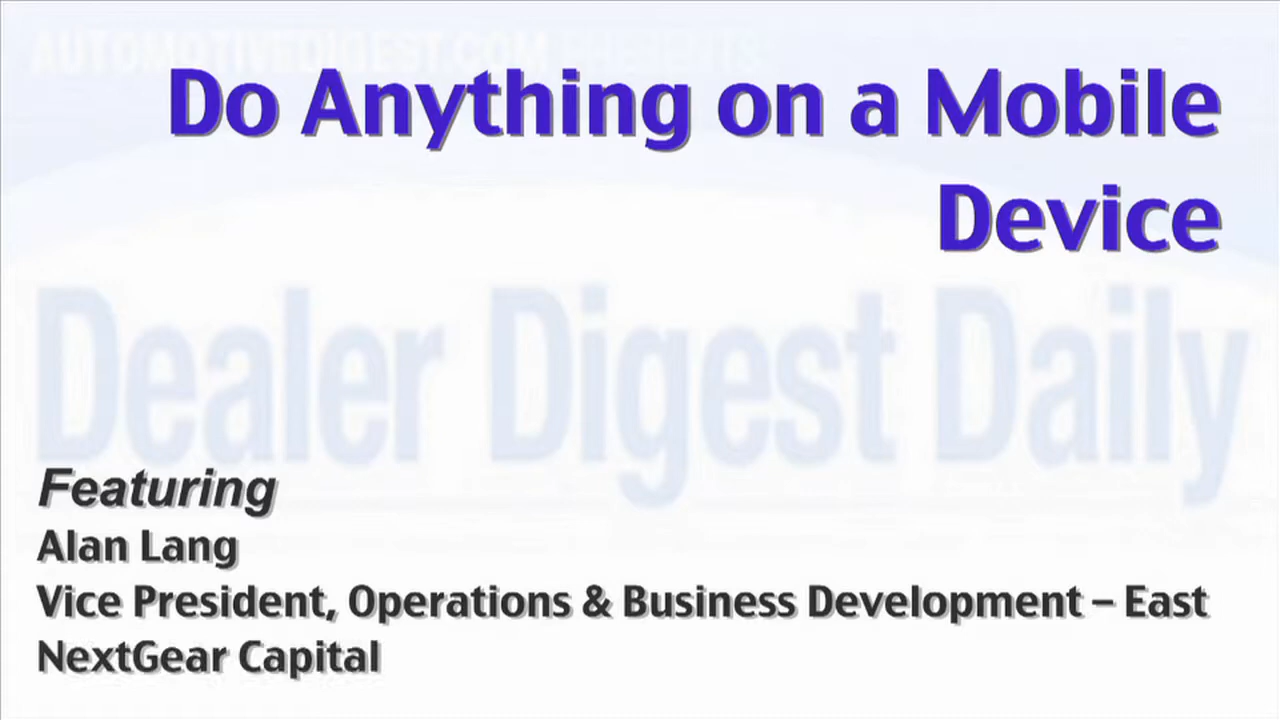 AUTOMOTIVEDIGEST.COM PRESENTS:
Do Anything on a Mobile
Device
Dealer Digest Daily
Featuring
Alan Lang
Vice President, Operations & Business Development – East
NextGear Capital